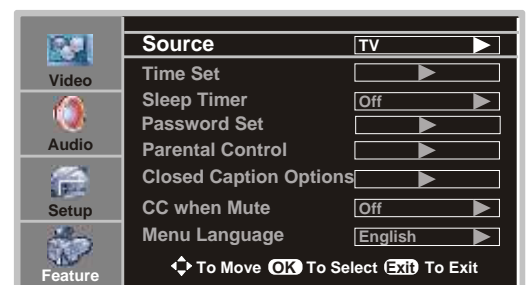 Video
Audio
Setup
Feature
Source TV
Time Set
Sleep Timer Off
Password Set
Parental Control
Closed Caption Options
CC when Mute Off
Menu Language English
To Move OK To Select Exit To Exit